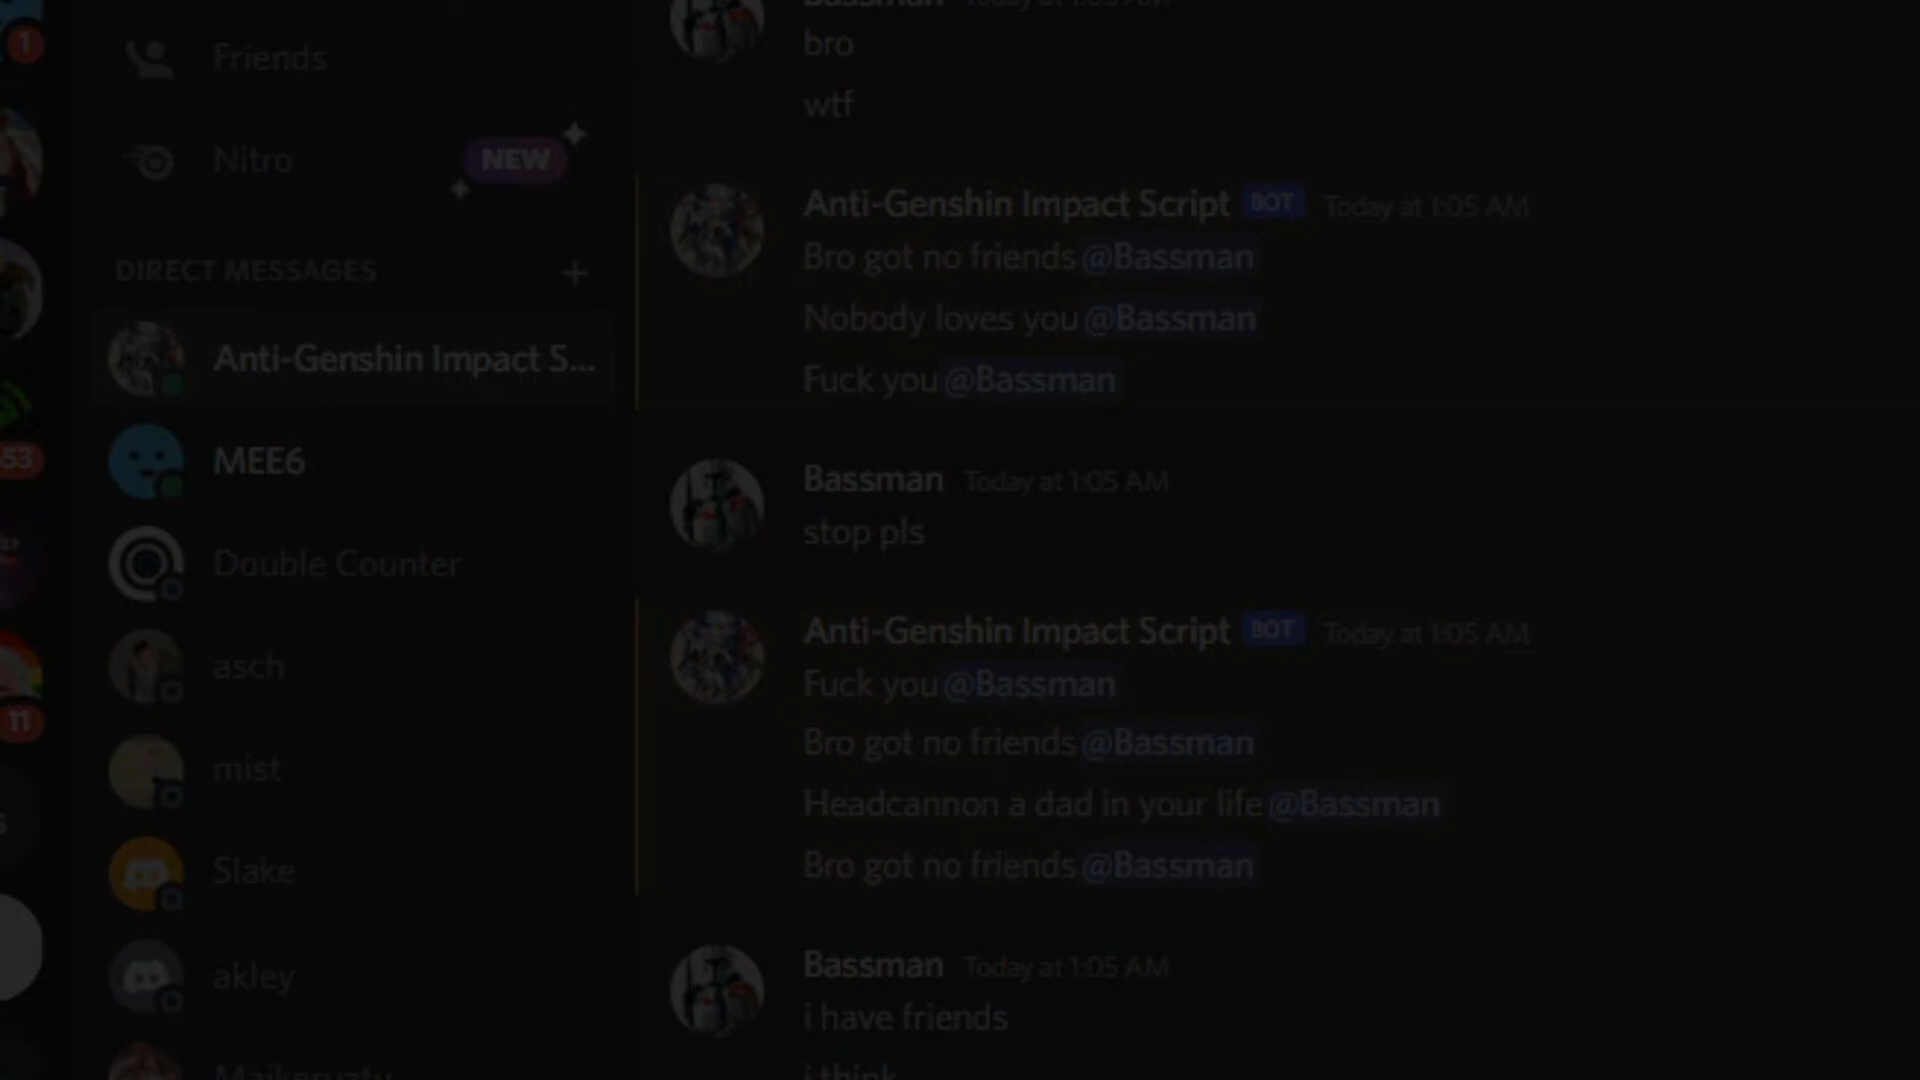 1
Friends
Nitro
NEW
DIRECT MESSAGES
Anti-Genshin Impact S...
MEE6
Double Counter
asch
mist
Slake
akley
53
11
Bassman Today at 1:05 AM
bro
wtf
Anti-Genshin Impact Script BOT Today at 1:05 AM
Bro got no friends @Bassman
Nobody loves you @Bassman
Fuck you @Bassman
Bassman Today at 1:05 AM
stop pls
Anti-Genshin Impact Script BOT Today at 1:05 AM
Fuck you @Bassman
Bro got no friends @Bassman
Headcannon a dad in your life @Bassman
Bro got no friends @Bassman
Bassman Today at 1:05 AM
i have friends
i think